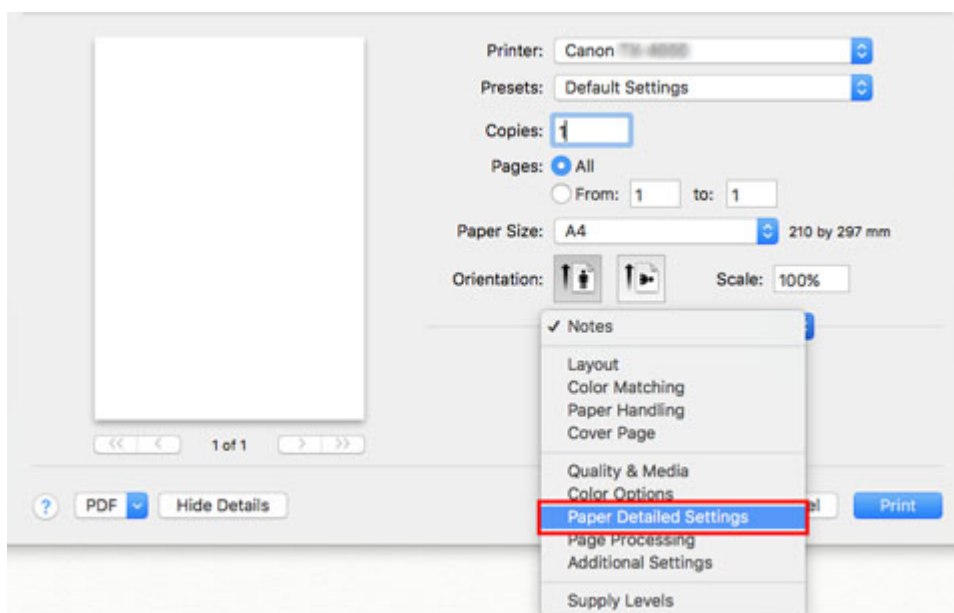 Printer: Canon
Presets: Default Settings
Copies: 1
Pages: All
From: 1 to: 1
Paper Size: A4 210 by 297 mm
Orientation: Scale: 100%
✓ Notes
Layout
Color Matching
Paper Handling
Cover Page
<< < 1 of 1 > >>
Quality & Media
Color Options
? PDF Hide Details el Print
Paper Detailed Settings
Page Processing
Additional Settings
Supply Levels